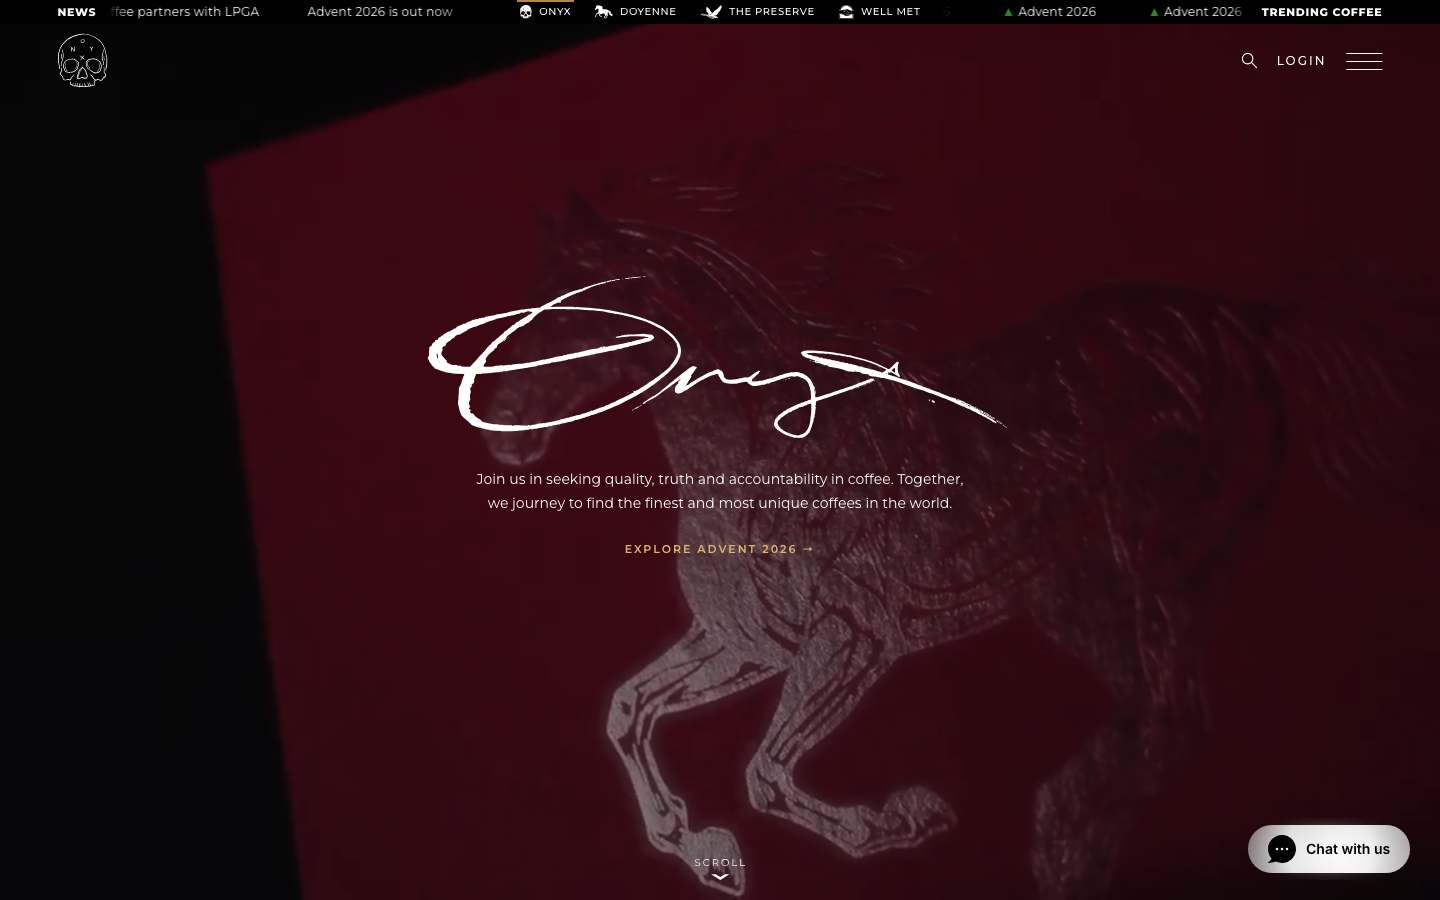 NEWS
partners with LPGA
Advent 2026 is out now
ONYX
DOYENNE
THE PRESERVE
WELL MET
▲ Advent 2026
▲ Advent 2026
TRENDING COFFEE
O
N Y
X
LOGIN
Onyx
Join us in seeking quality, truth and accountability in coffee. Together,
we journey to find the finest and most unique coffees in the world.
EXPLORE ADVENT 2026 →
SCROLL
Chat with us